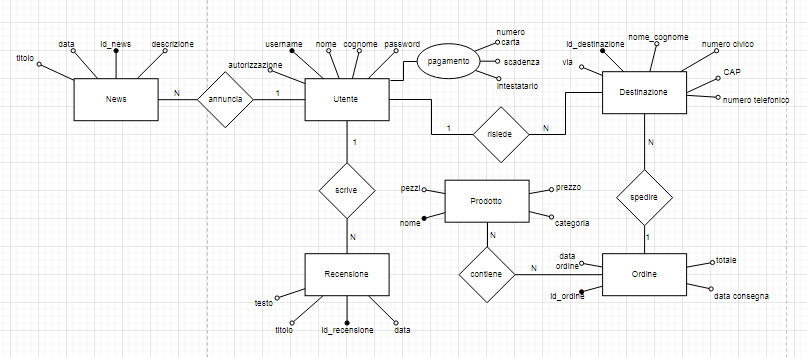 numero
carta
data
id_news
descrizione
username
nome
cognome
password
id_destinazione
nome_cognome
numero civico
titolo
autorizzazione
pagamento
scadenza
via
CAP
intestatario
News
N
annuncia
1
Utente
Destinazione
numero telefonico
1
risiede
N
1
N
scrive
pezzi
Prodotto
prezzo
spedire
nome
categoria
N
N
1
data
ordine
Recensione
contiene
N
Ordine
totale
testo
id_ordine
data consegna
titolo
id_recensione
data